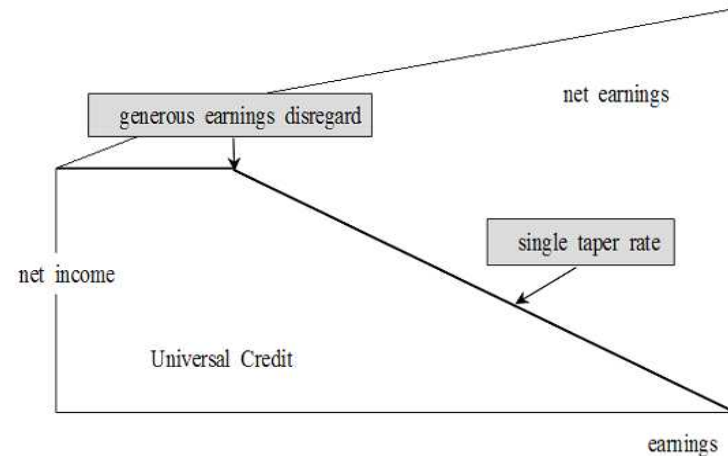 net earnings
generous earnings disregard
single taper rate
net income
Universal Credit
earnings